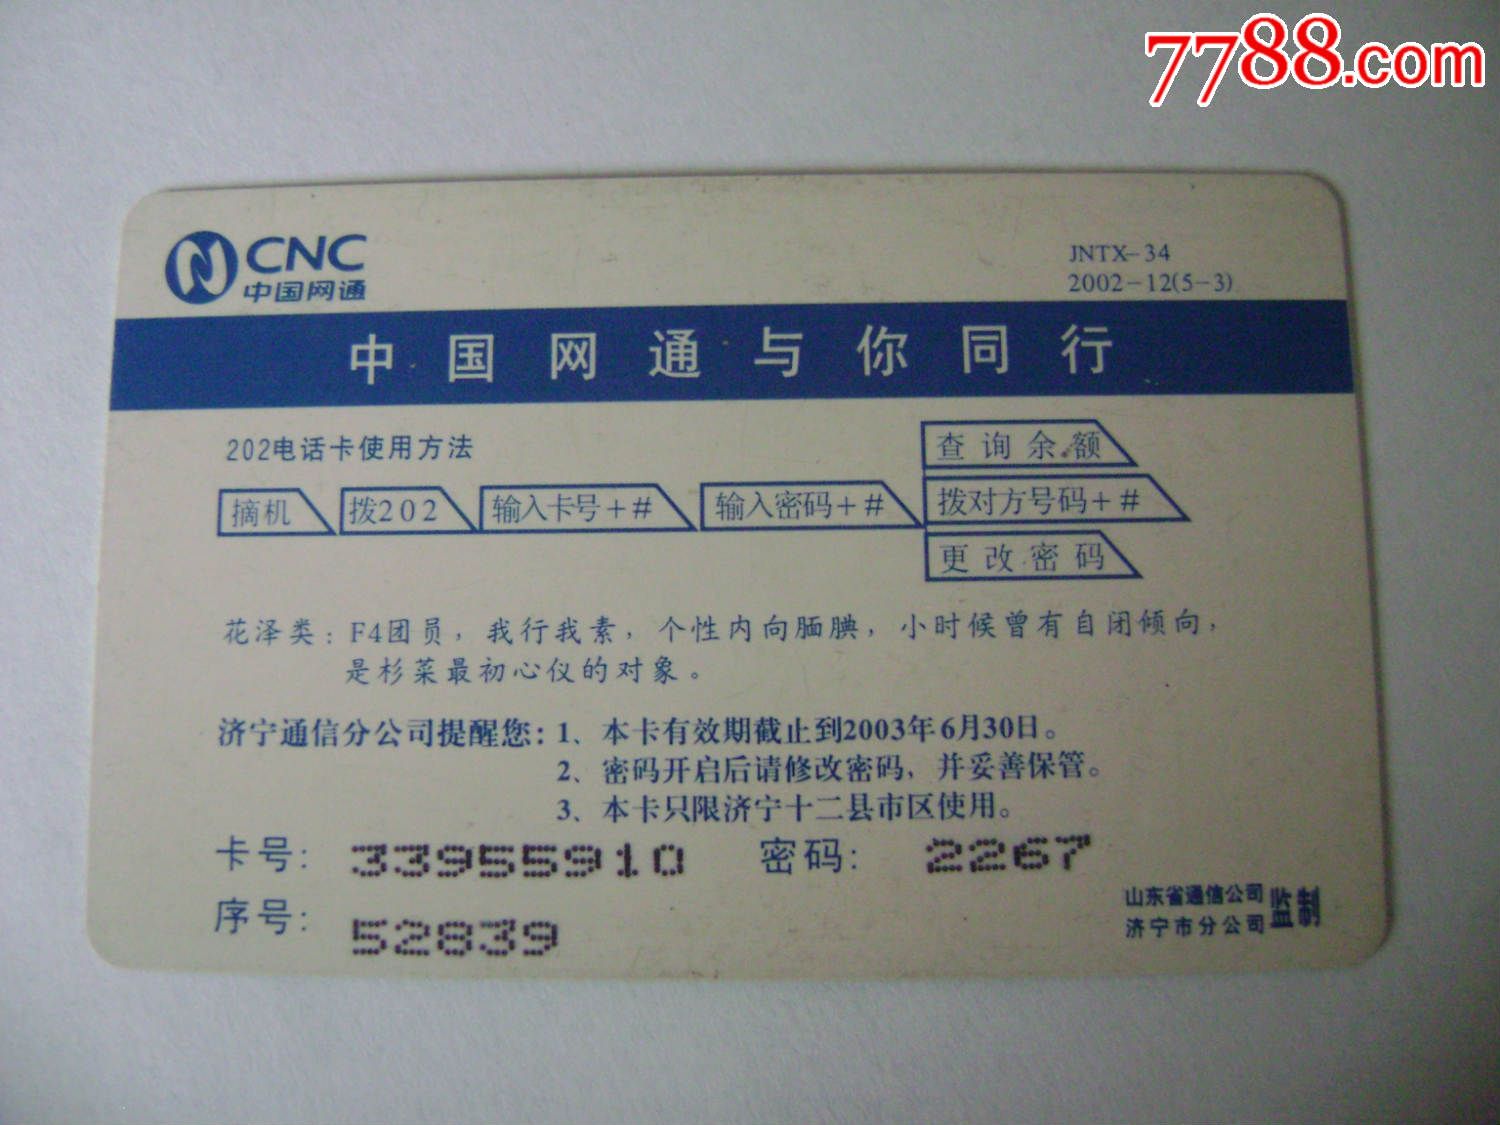 7788.com
CNC
中国网通
JNTX-34
2002-12(5-3)
中国网通与你同行
202电话卡使用方法
查询余额
摘机 拨202 输入卡号+# 输入密码+# 拨对方号码+#
更改密码
花泽类：F4团员，我行我素，个性内向腼腆，小时候曾有自闭倾向，
是杉菜最初心仪的对象。
济宁通信分公司提醒您：1、本卡有效期截止到2003年6月30日。
2、密码开启后请修改密码，并妥善保管。
3、本卡只限济宁十二县市区使用。
卡号：33955910 密码：2267
序号：52839
山东省通信公司
济宁市分公司
监制